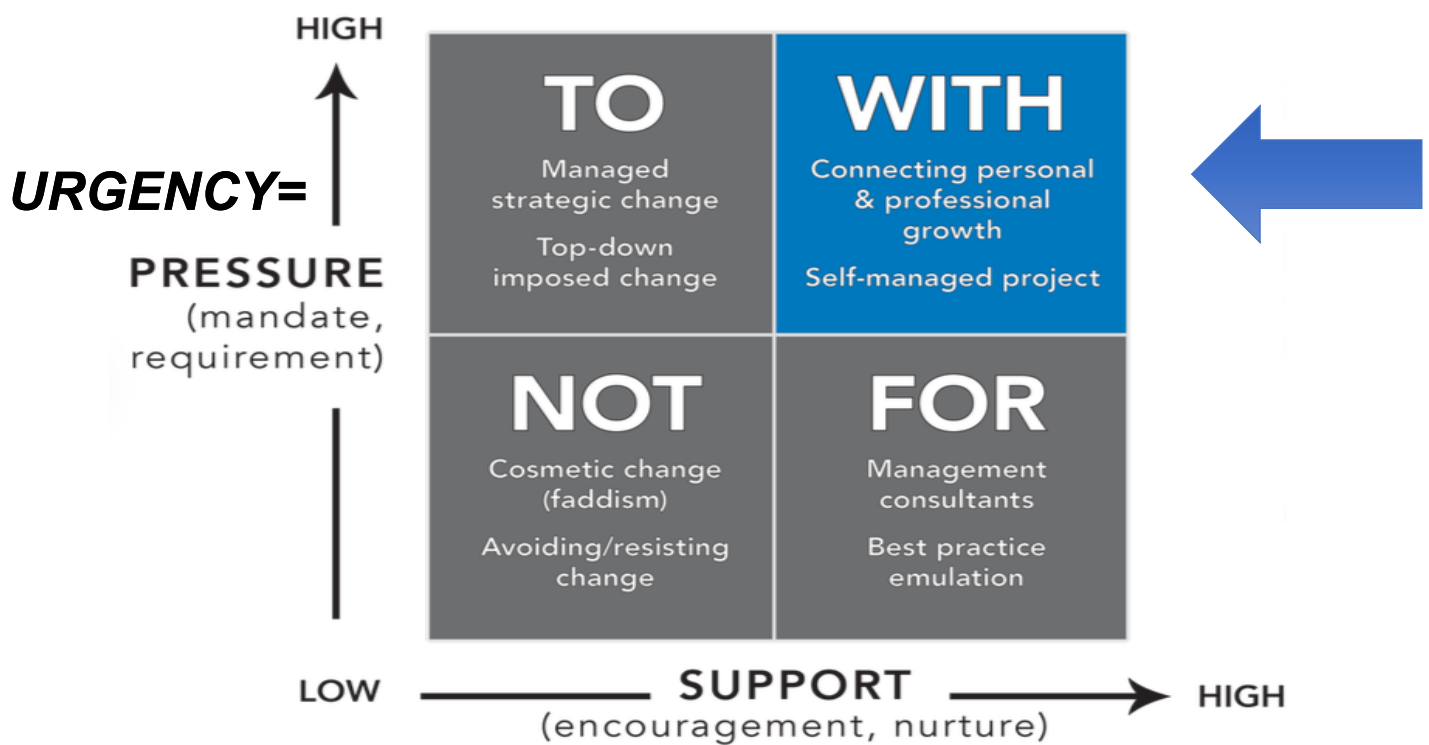 HIGH
URGENCY=
PRESSURE
(mandate,
requirement)
TO
Managed
strategic change
Top-down
imposed change
WITH
Connecting personal
& professional
growth
Self-managed project
NOT
Cosmetic change
(faddism)
Avoiding/resisting
change
FOR
Management
consultants
Best practice
emulation
LOW
SUPPORT
(encouragement, nurture)
HIGH